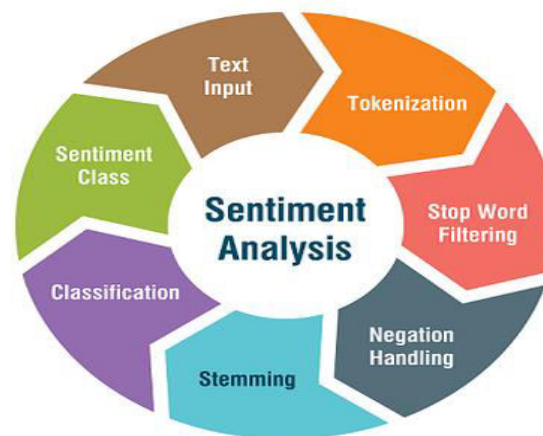 Text
Input
Tokenization
Stop Word
Filtering
Negation
Handling
Stemming
Classification
Sentiment
Class
Sentiment
Analysis